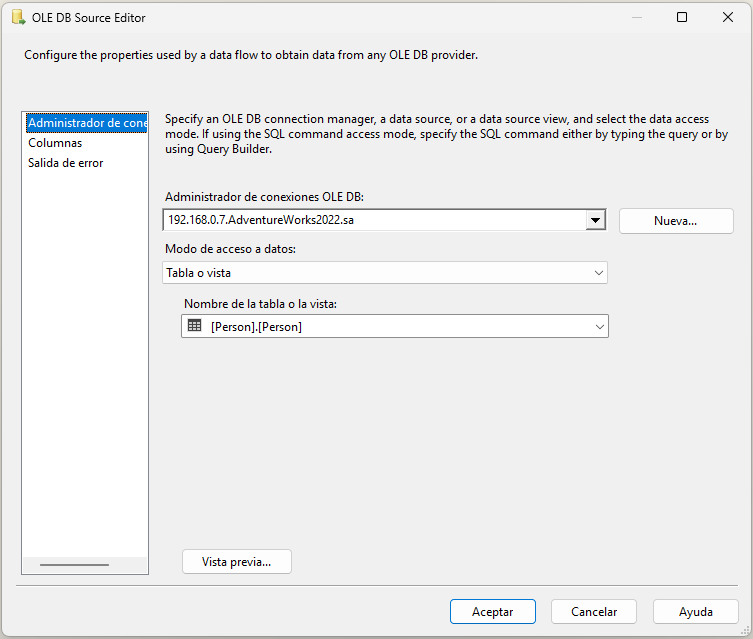 OLE DB Source Editor
Configure the properties used by a data flow to obtain data from any OLE DB provider.
Administrador de cone
Columnas
Salida de error
Specify an OLE DB connection manager, a data source, or a data source view, and select the data access
mode. If using the SQL command access mode, specify the SQL command either by typing the query or by
using Query Builder.
Administrador de conexiones OLE DB:
192.168.0.7.AdventureWorks2022.sa
Nueva...
Modo de acceso a datos:
Tabla o vista
Nombre de la tabla o la vista:
[Person].[Person]
Vista previa...
Aceptar
Cancelar
Ayuda